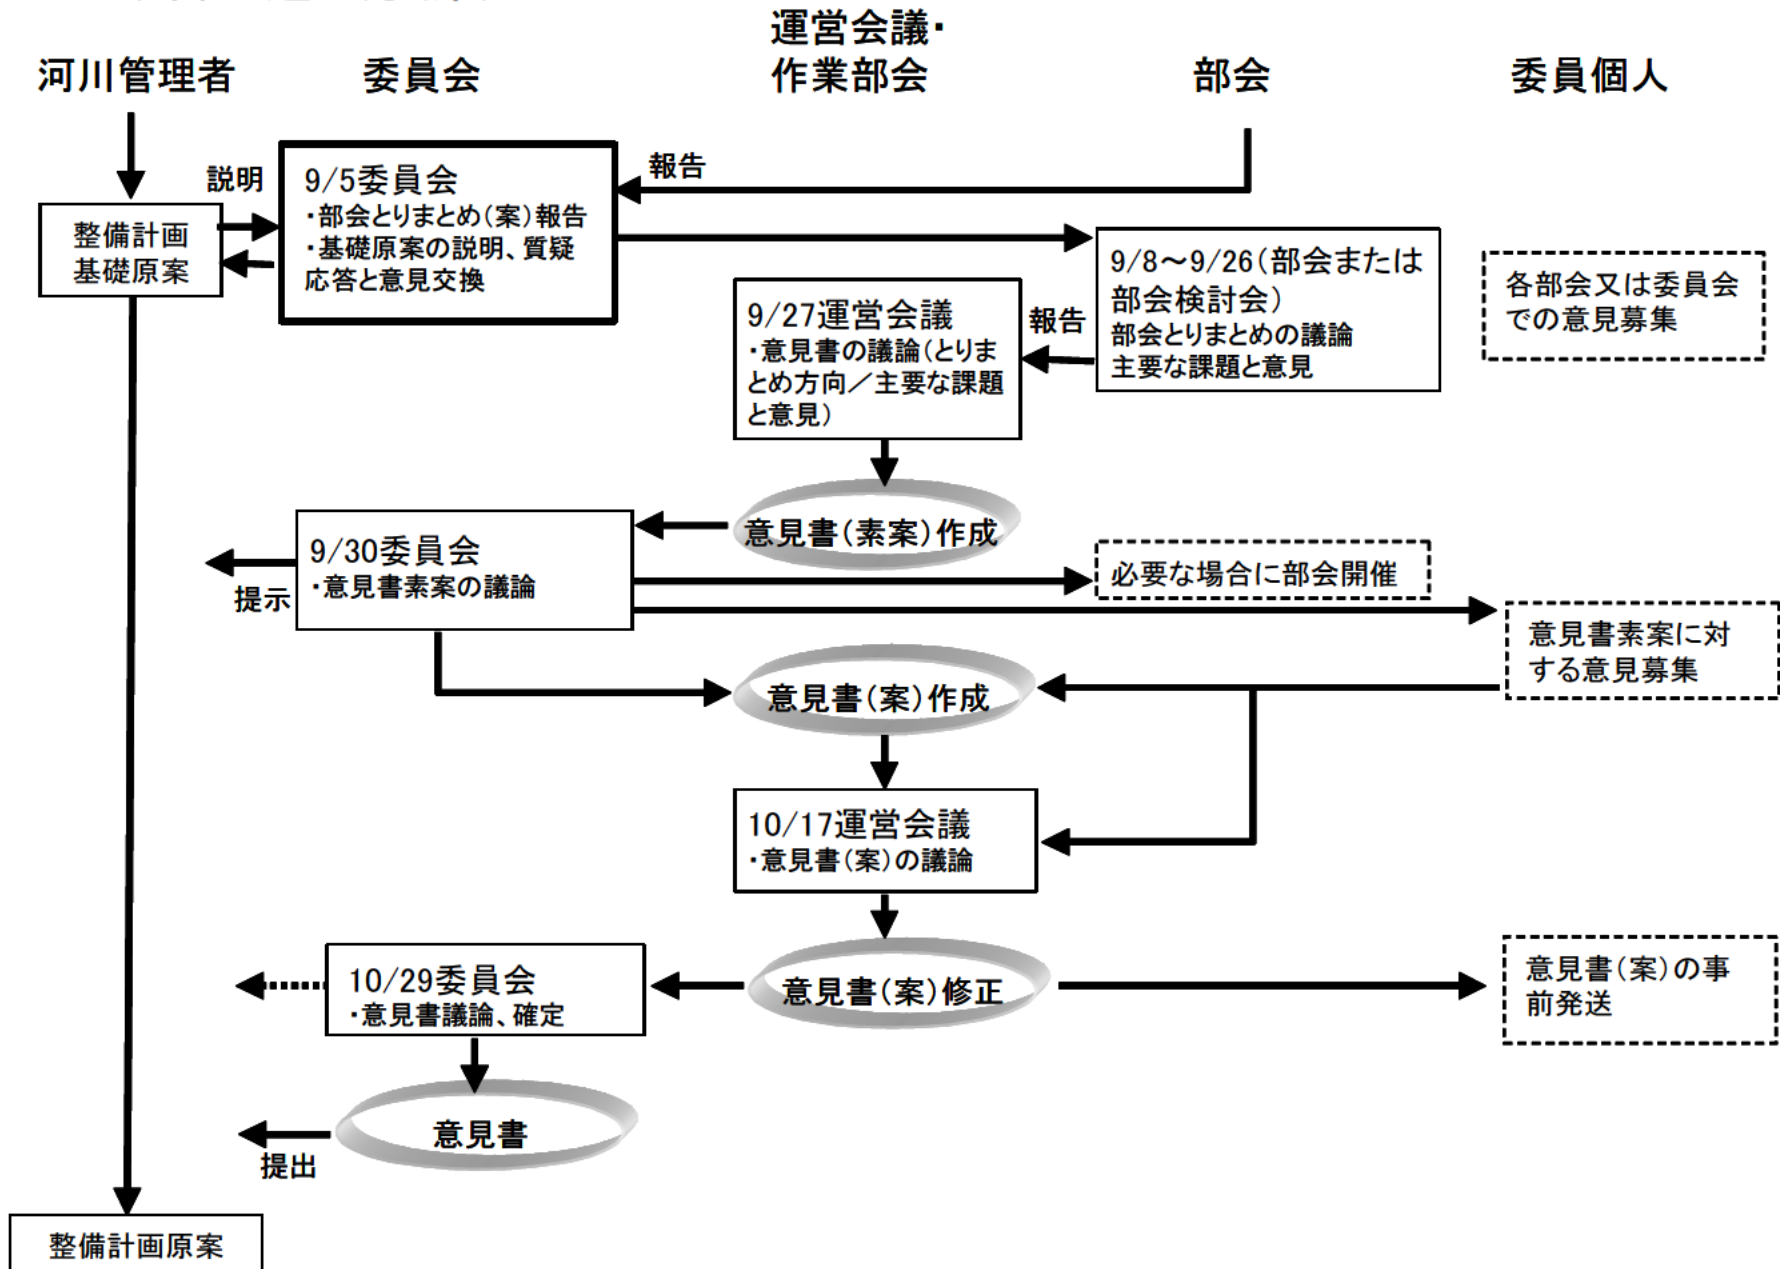 運営会議・
作業部会
河川管理者
委員会
部会
委員個人
説明
報告
9/5委員会
・部会とりまとめ(案)報告
・基礎原案の説明、質疑
応答と意見交換
整備計画
基礎原案
9/8〜9/26(部会または
部会検討会)
部会とりまとめの議論
主要な課題と意見
各部会又は委員会
での意見募集
報告
9/27運営会議
・意見書の議論(とりま
とめ方向/主要な課題
と意見)
意見書(素案)作成
9/30委員会
・意見書素案の議論
提示
必要な場合に部会開催
意見書素案に対
する意見募集
意見書(案)作成
10/17運営会議
・意見書(案)の議論
意見書(案)修正
10/29委員会
・意見書議論、確定
意見書(案)の事
前発送
意見書
提出
整備計画原案